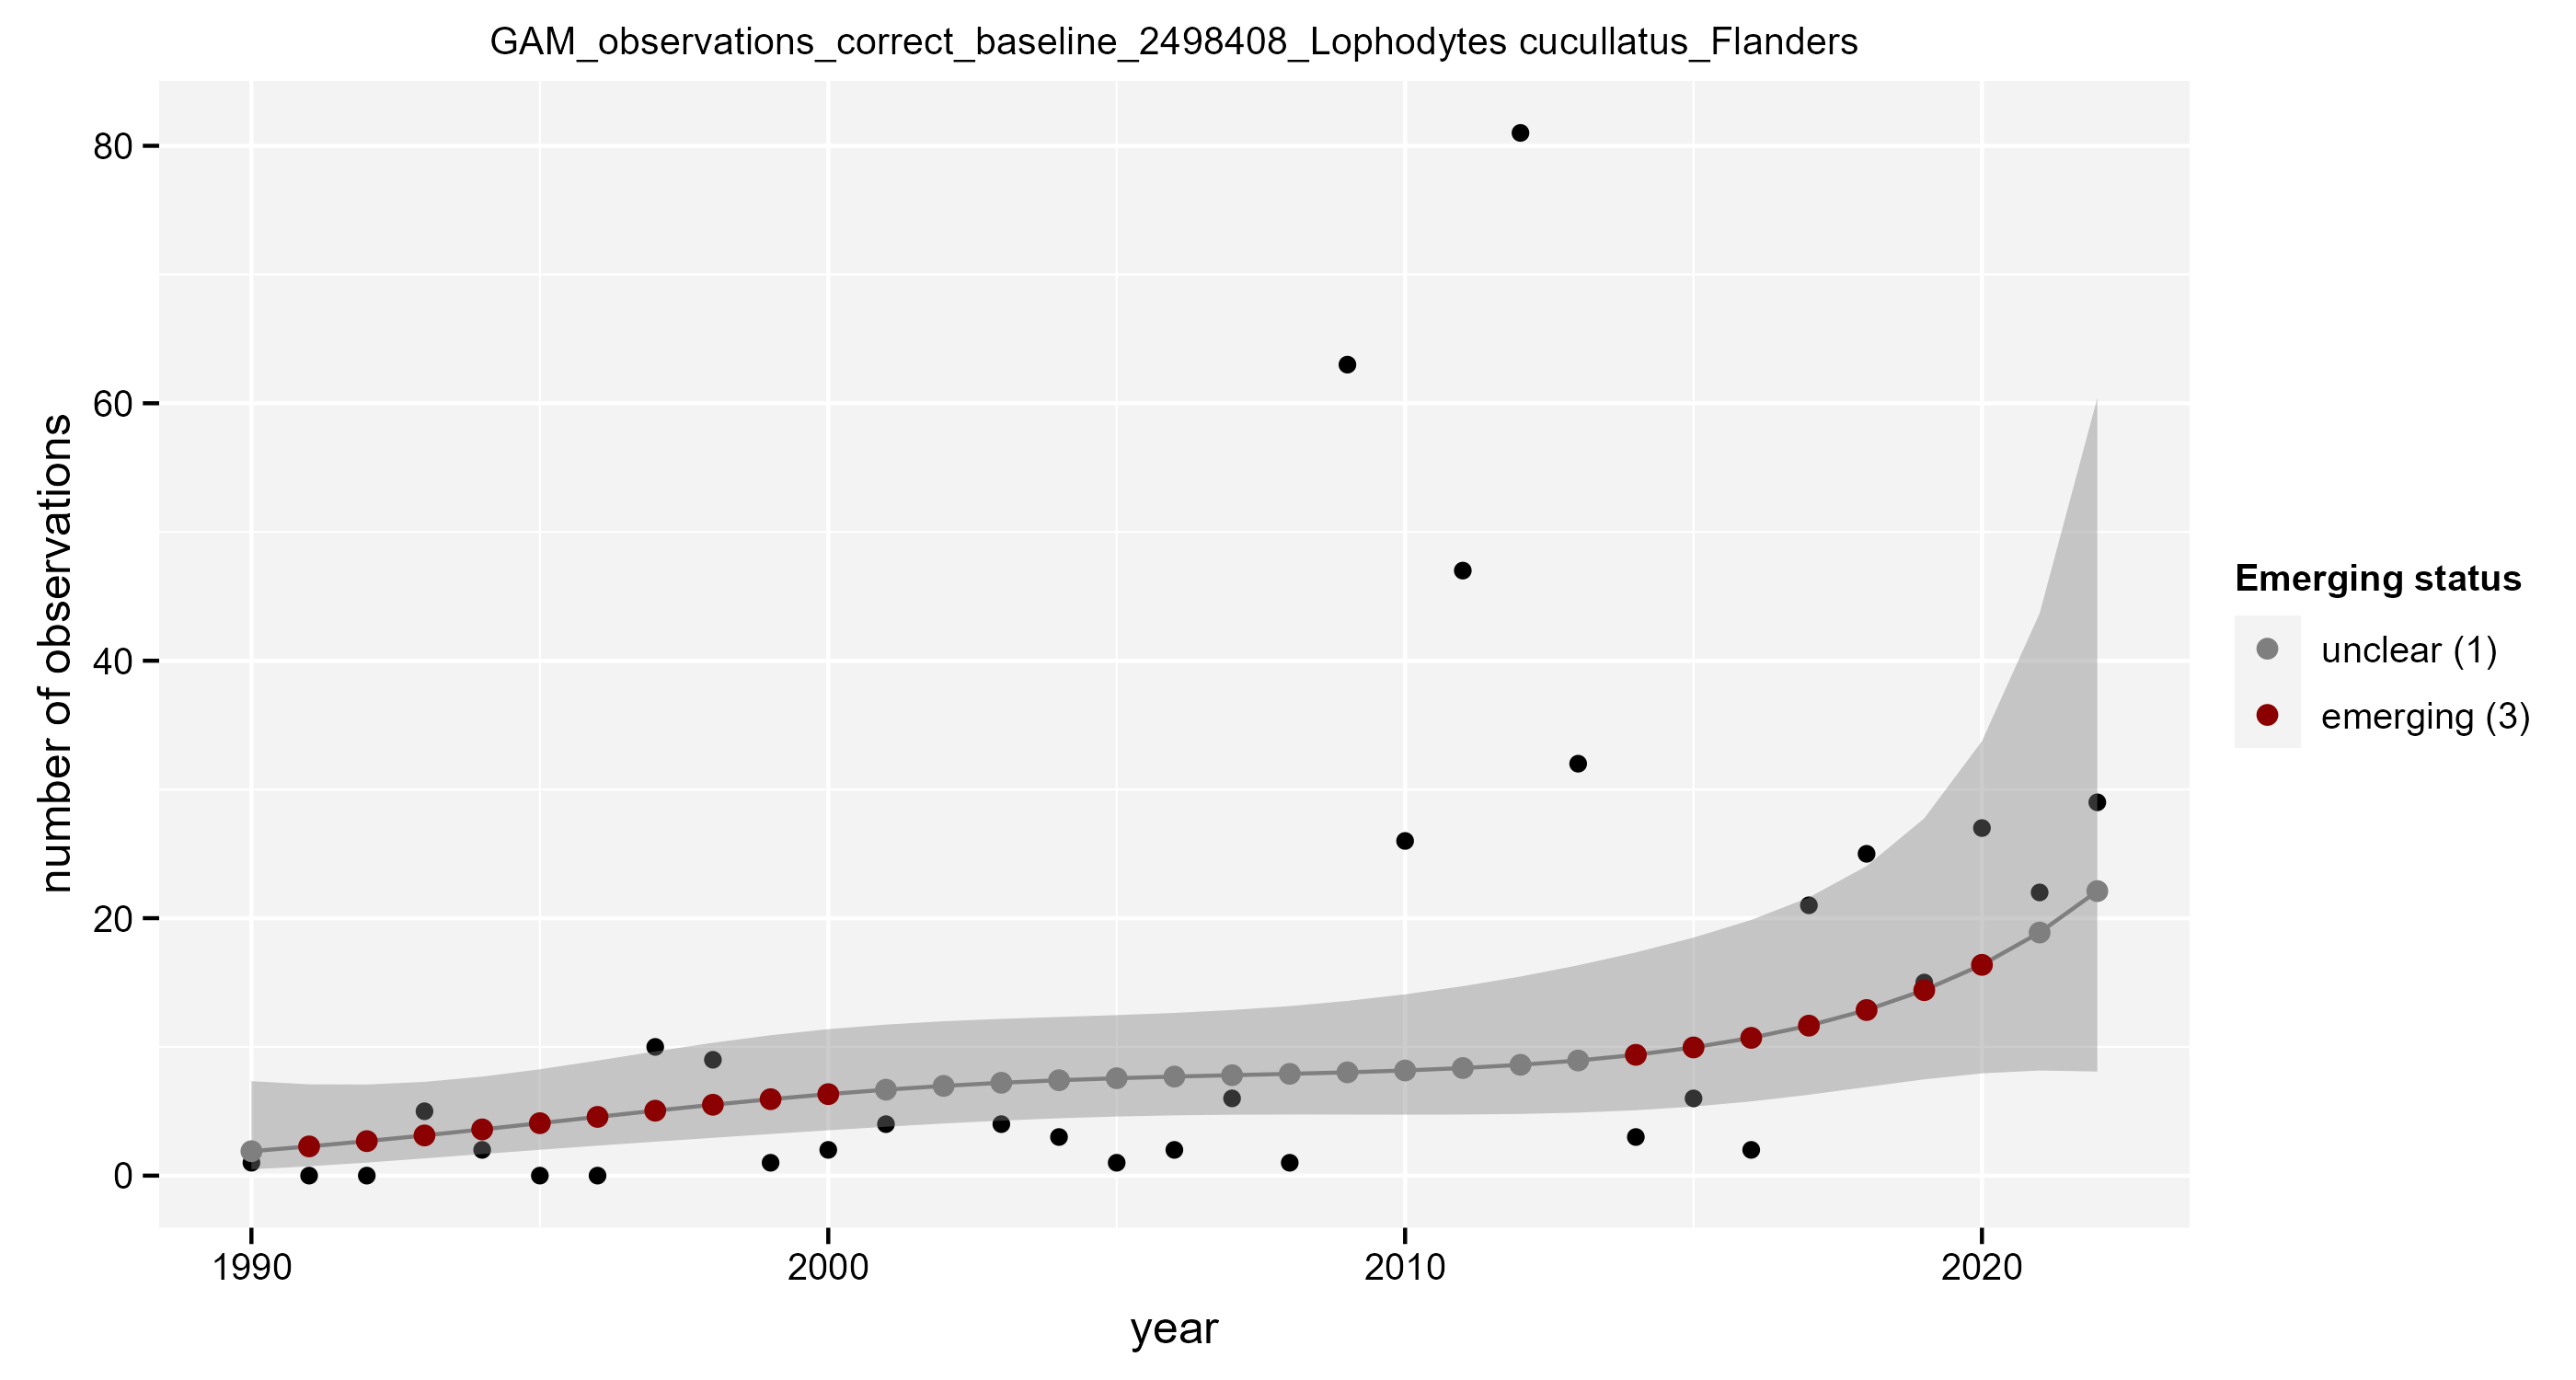 GAM_observations_correct_baseline_2498408_Lophodytes cucullatus_Flanders
80
60
40
20
0
number of observations
1990
2000
2010
2020
year
Emerging status
unclear (1)
emerging (3)